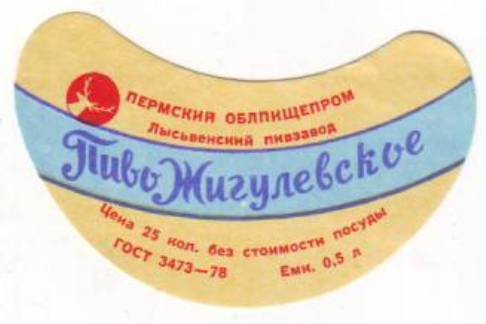 ПЕРМСКИЙ ОБЛПИЩЕПРОМ
Лысьвенский пивзавод
Пиво Жигулевское
Цена 25 коп. без стоимости посуды
ГОСТ 3473—78 Емк. 0,5 л